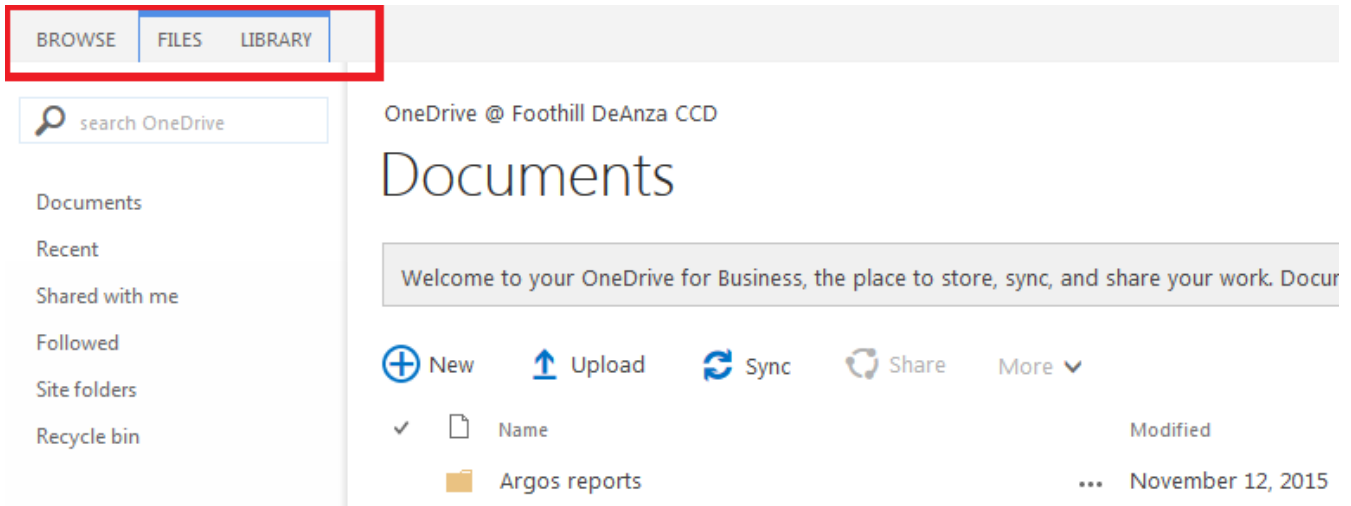 BROWSE FILES LIBRARY
search OneDrive
Documents
Recent
Shared with me
Followed
Site folders
Recycle bin
OneDrive @ Foothill DeAnza CCD
Documents
Welcome to your OneDrive for Business, the place to store, sync, and share your work. Docum
New Upload Sync Share More
Name Modified
Argos reports ... November 12, 2015